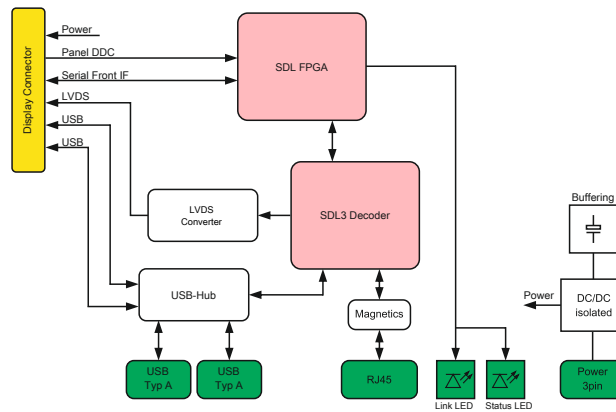 Display Connector
Power
Panel DDC
Serial Front IF
LVDS
USB
USB
SDL FPGA
SDL3 Decoder
LVDS
Converter
USB-Hub
Magnetics
USB
Typ A
USB
Typ A
RJ45
Link LED
Status LED
Buffering
Power
DC/DC
isolated
Power
3pin